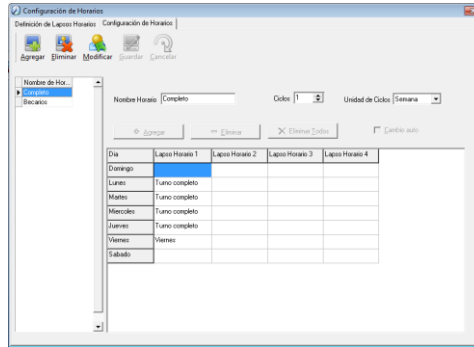 Configuración de Horarios
Definición de Lapsos Horarios Configuración de Horarios
Agregar Eliminar Modificar Guardar Cancelar
Nombre de Hor...
Completo
Becarios
Nombre Horario Completo Ciclos 1 Unidad de Ciclos Semana
Agregar Eliminar Eliminar Todos Cambio auto
Día Lapso Horario 1 Lapso Horario 2 Lapso Horario 3 Lapso Horario 4
Domingo
Lunes Turno completo
Martes Turno completo
Miercoles Turno completo
Jueves Turno completo
Viernes Viernes
Sabado